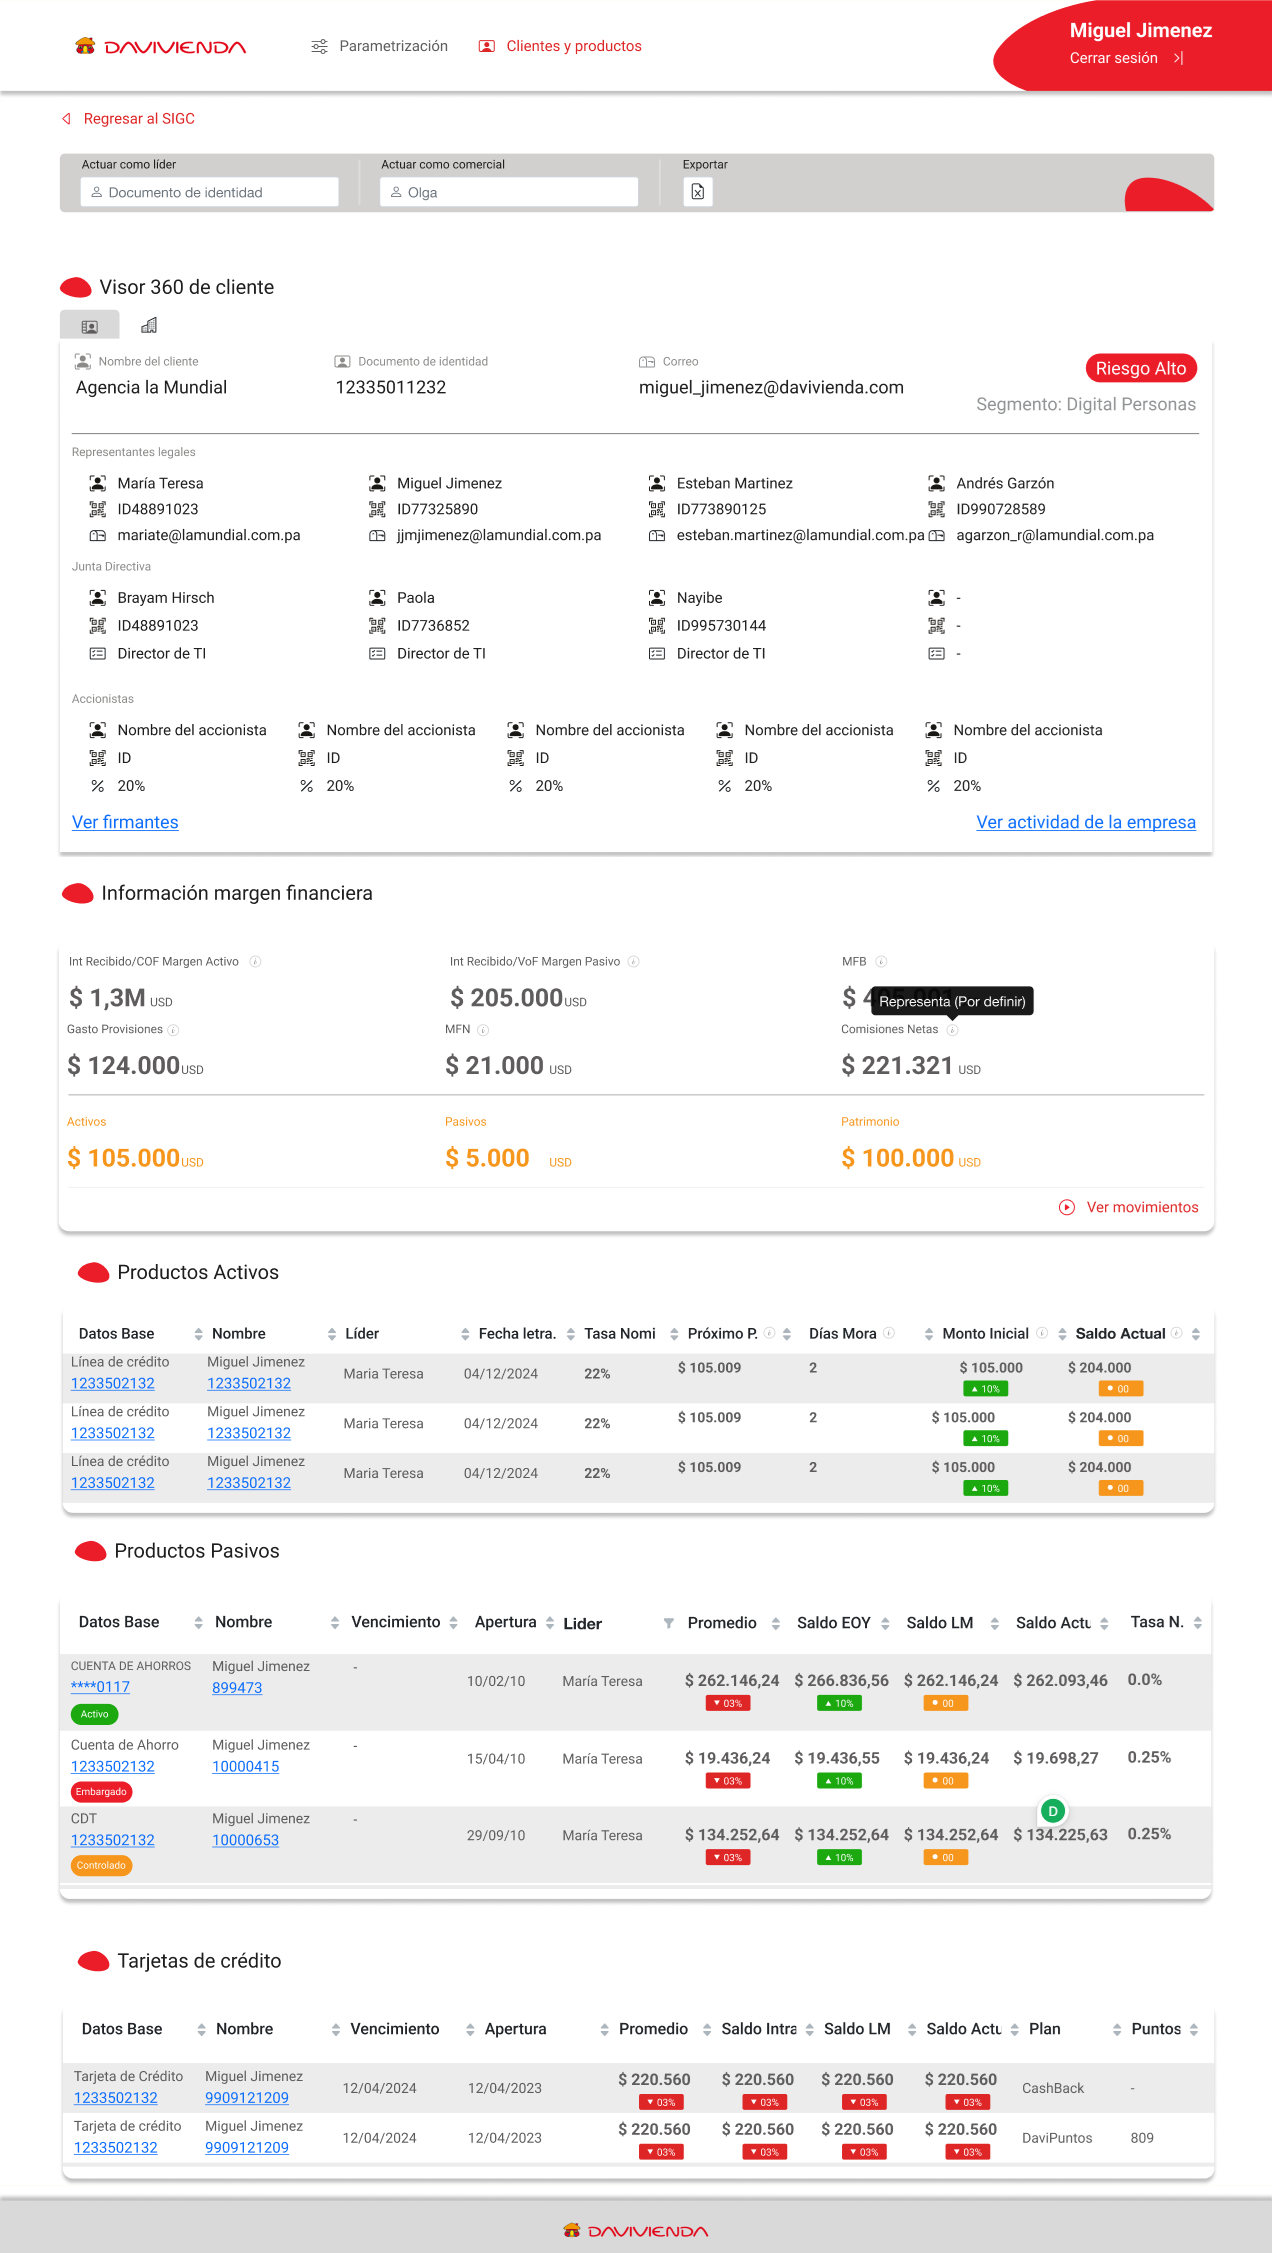 DAVIVIENDA
Parametrización
Clientes y productos
Miguel Jimenez
Cerrar sesión
Regresar al SIGC
Actuar como líder
Actuar como comercial
Exportar
Documento de identidad
Olga
Visor 360 de cliente
Nombre del cliente
Documento de identidad
Correo
Riesgo Alto
Agencia la Mundial
12335011232
miguel_jimenez@davivienda.com
Segmento: Digital Personas
Representantes legales
María Teresa Miguel Jimenez Esteban Martinez Andrés Garzón
ID48891023 ID77325890 ID773890125 ID990728589
mariate@lamundial.com.pa jjmjimenez@lamundial.com.pa esteban.martinez@lamundial.com.pa agarzon_r@lamundial.com.pa
Junta Directiva
Brayam Hirsch Paola Nayibe -
ID48891023 ID7736852 ID995730144 -
Director de TI Director de TI Director de TI -
Accionistas
Nombre del accionista Nombre del accionista Nombre del accionista Nombre del accionista Nombre del accionista
ID ID ID ID ID
20% 20% 20% 20% 20%
Ver firmantes Ver actividad de la empresa
Información margen financiera
Int Recibido/COF Margen Activo Int Recibido/VoF Margen Pasivo MFB
$ 1,3M USD $ 205.000 USD $ 4
Representa (Por definir)
Gasto Provisiones MFN Comisiones Netas
$ 124.000 USD $ 21.000 USD $ 221.321 USD
Activos Pasivos Patrimonio
$ 105.000 USD $ 5.000 USD $ 100.000 USD
Ver movimientos
Productos Activos
Datos Base Nombre Líder Fecha letra. Tasa Nomi Próximo P. Días Mora Monto Inicial Saldo Actual
Línea de crédito Miguel Jimenez Maria Teresa 04/12/2024 22% $ 105.009 2 $ 105.000 $ 204.000
1233502132 1233502132 ▲ 10% ● 00
Línea de crédito Miguel Jimenez Maria Teresa 04/12/2024 22% $ 105.009 2 $ 105.000 $ 204.000
1233502132 1233502132 ▲ 10% ● 00
Línea de crédito Miguel Jimenez Maria Teresa 04/12/2024 22% $ 105.009 2 $ 105.000 $ 204.000
1233502132 1233502132 ▲ 10% ● 00
Productos Pasivos
Datos Base Nombre Vencimiento Apertura Lider Promedio Saldo EOY Saldo LM Saldo Actu Tasa N.
CUENTA DE AHORROS Miguel Jimenez -
****0117 899473 10/02/10 María Teresa $ 262.146,24 $ 266.836,56 $ 262.146,24 $ 262.093,46 0.0%
Activo ▼ 03% ▲ 10% ● 00
Cuenta de Ahorro Miguel Jimenez -
1233502132 10000415 15/04/10 María Teresa $ 19.436,24 $ 19.436,55 $ 19.436,24 $ 19.698,27 0.25%
Embargado ▼ 03% ▲ 10% ● 00
D
CDT Miguel Jimenez -
1233502132 10000653 29/09/10 María Teresa $ 134.252,64 $ 134.252,64 $ 134.252,64 $ 134.225,63 0.25%
Controlado ▼ 03% ▲ 10% ● 00
Tarjetas de crédito
Datos Base Nombre Vencimiento Apertura Promedio Saldo Intra Saldo LM Saldo Actu Plan Puntos
Tarjeta de Crédito Miguel Jimenez 12/04/2024 12/04/2023 $ 220.560 $ 220.560 $ 220.560 $ 220.560 CashBack -
1233502132 9909121209 ▼ 03% ▼ 03% ▼ 03% ▼ 03%
Tarjeta de crédito Miguel Jimenez 12/04/2024 12/04/2023 $ 220.560 $ 220.560 $ 220.560 $ 220.560 DaviPuntos 809
1233502132 9909121209 ▼ 03% ▼ 03% ▼ 03% ▼ 03%
DAVIVIENDA